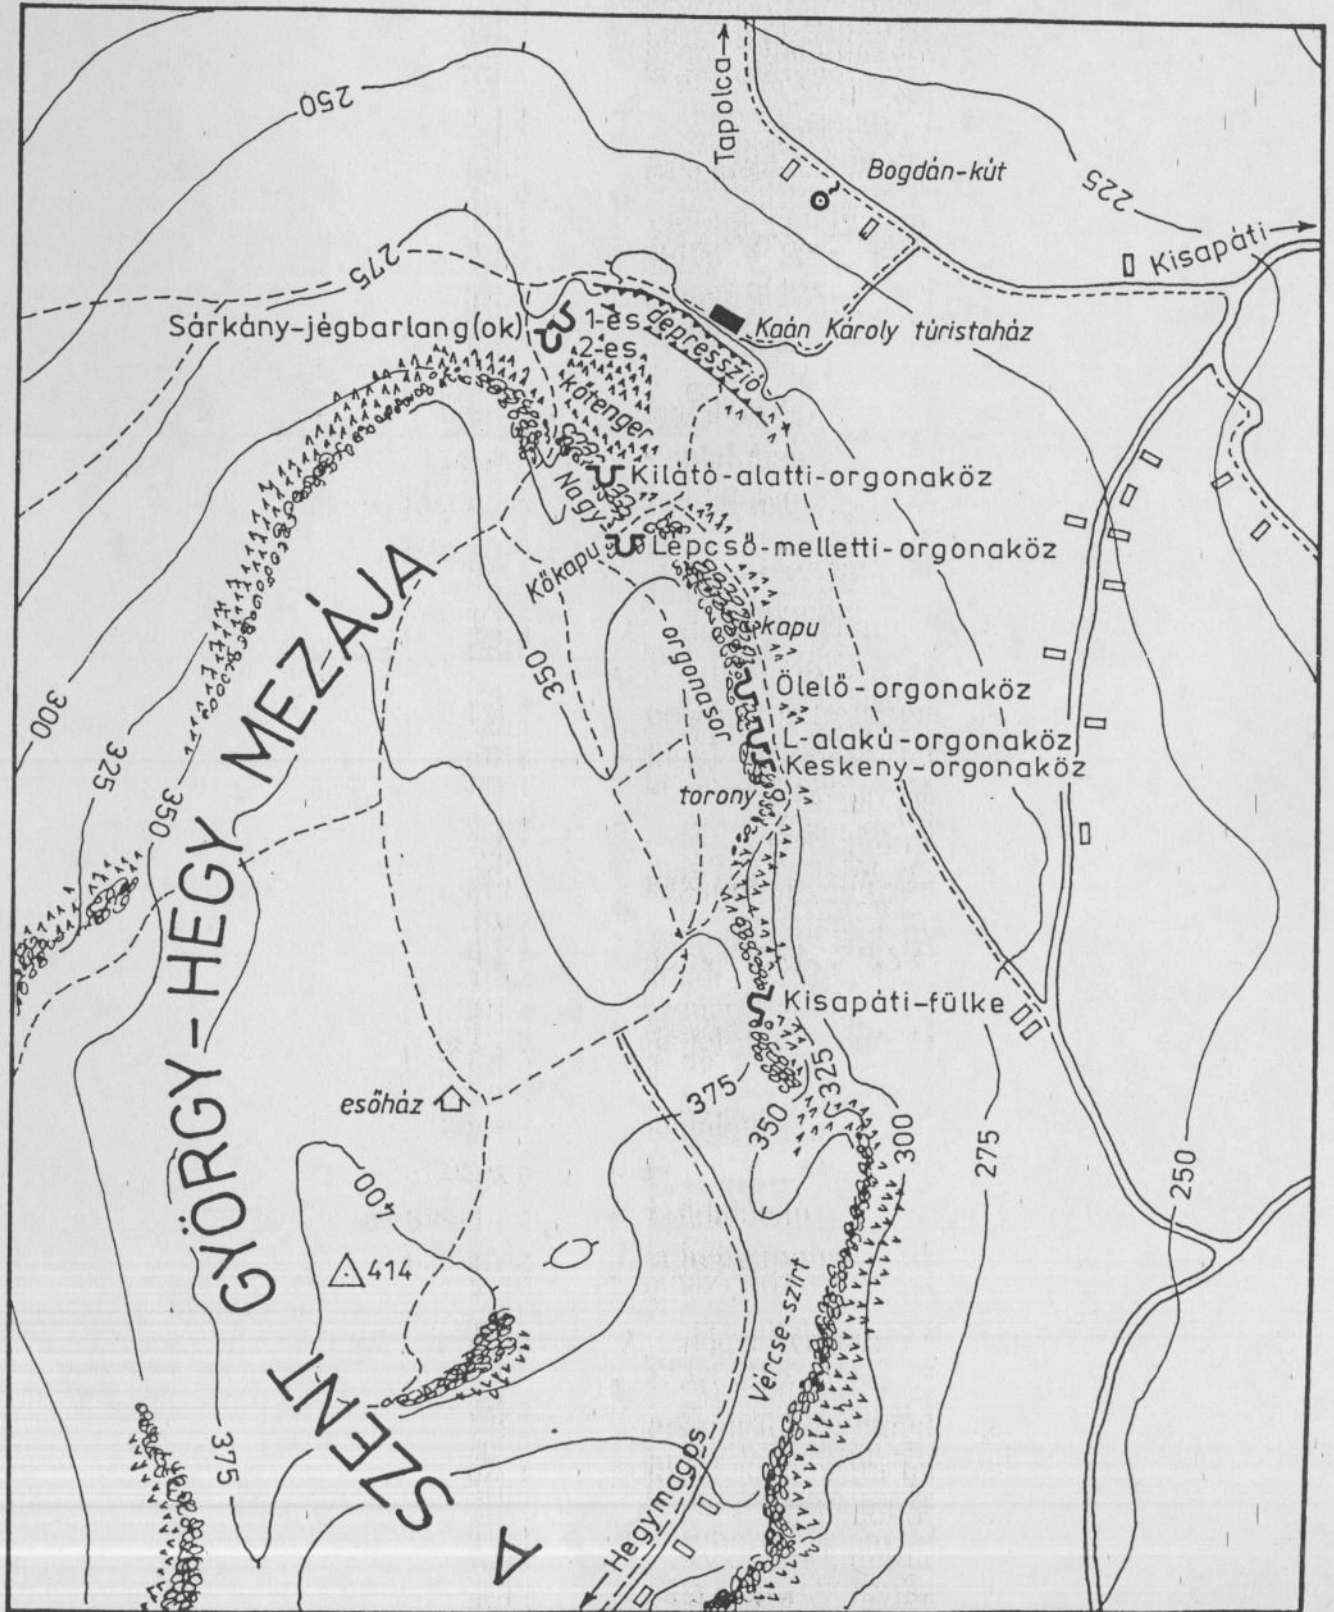 250
Tapolca
Bogdán-kút
225
Kisapáti
275
Sárkány-jégbarlang(ok)
1-es
2-es
depresszió
Kaán Károly túristaház
kőtenger
Kilátó-alatti-orgonaköz
Nagy
Kőkapu
Lépcső-melletti-orgonaköz
kapu
orgonasor
Ölelő-orgonaköz
L-alakú-orgonaköz
Keskeny-orgonaköz
torony
350
300
325
350
Kisapáti-fülke
esőház
375
350
325
300
275
250
400
414
Vércse-szirt
375
Hegymagos
A
SZENT
GYÖRGY-HEGY
MEZÁJA